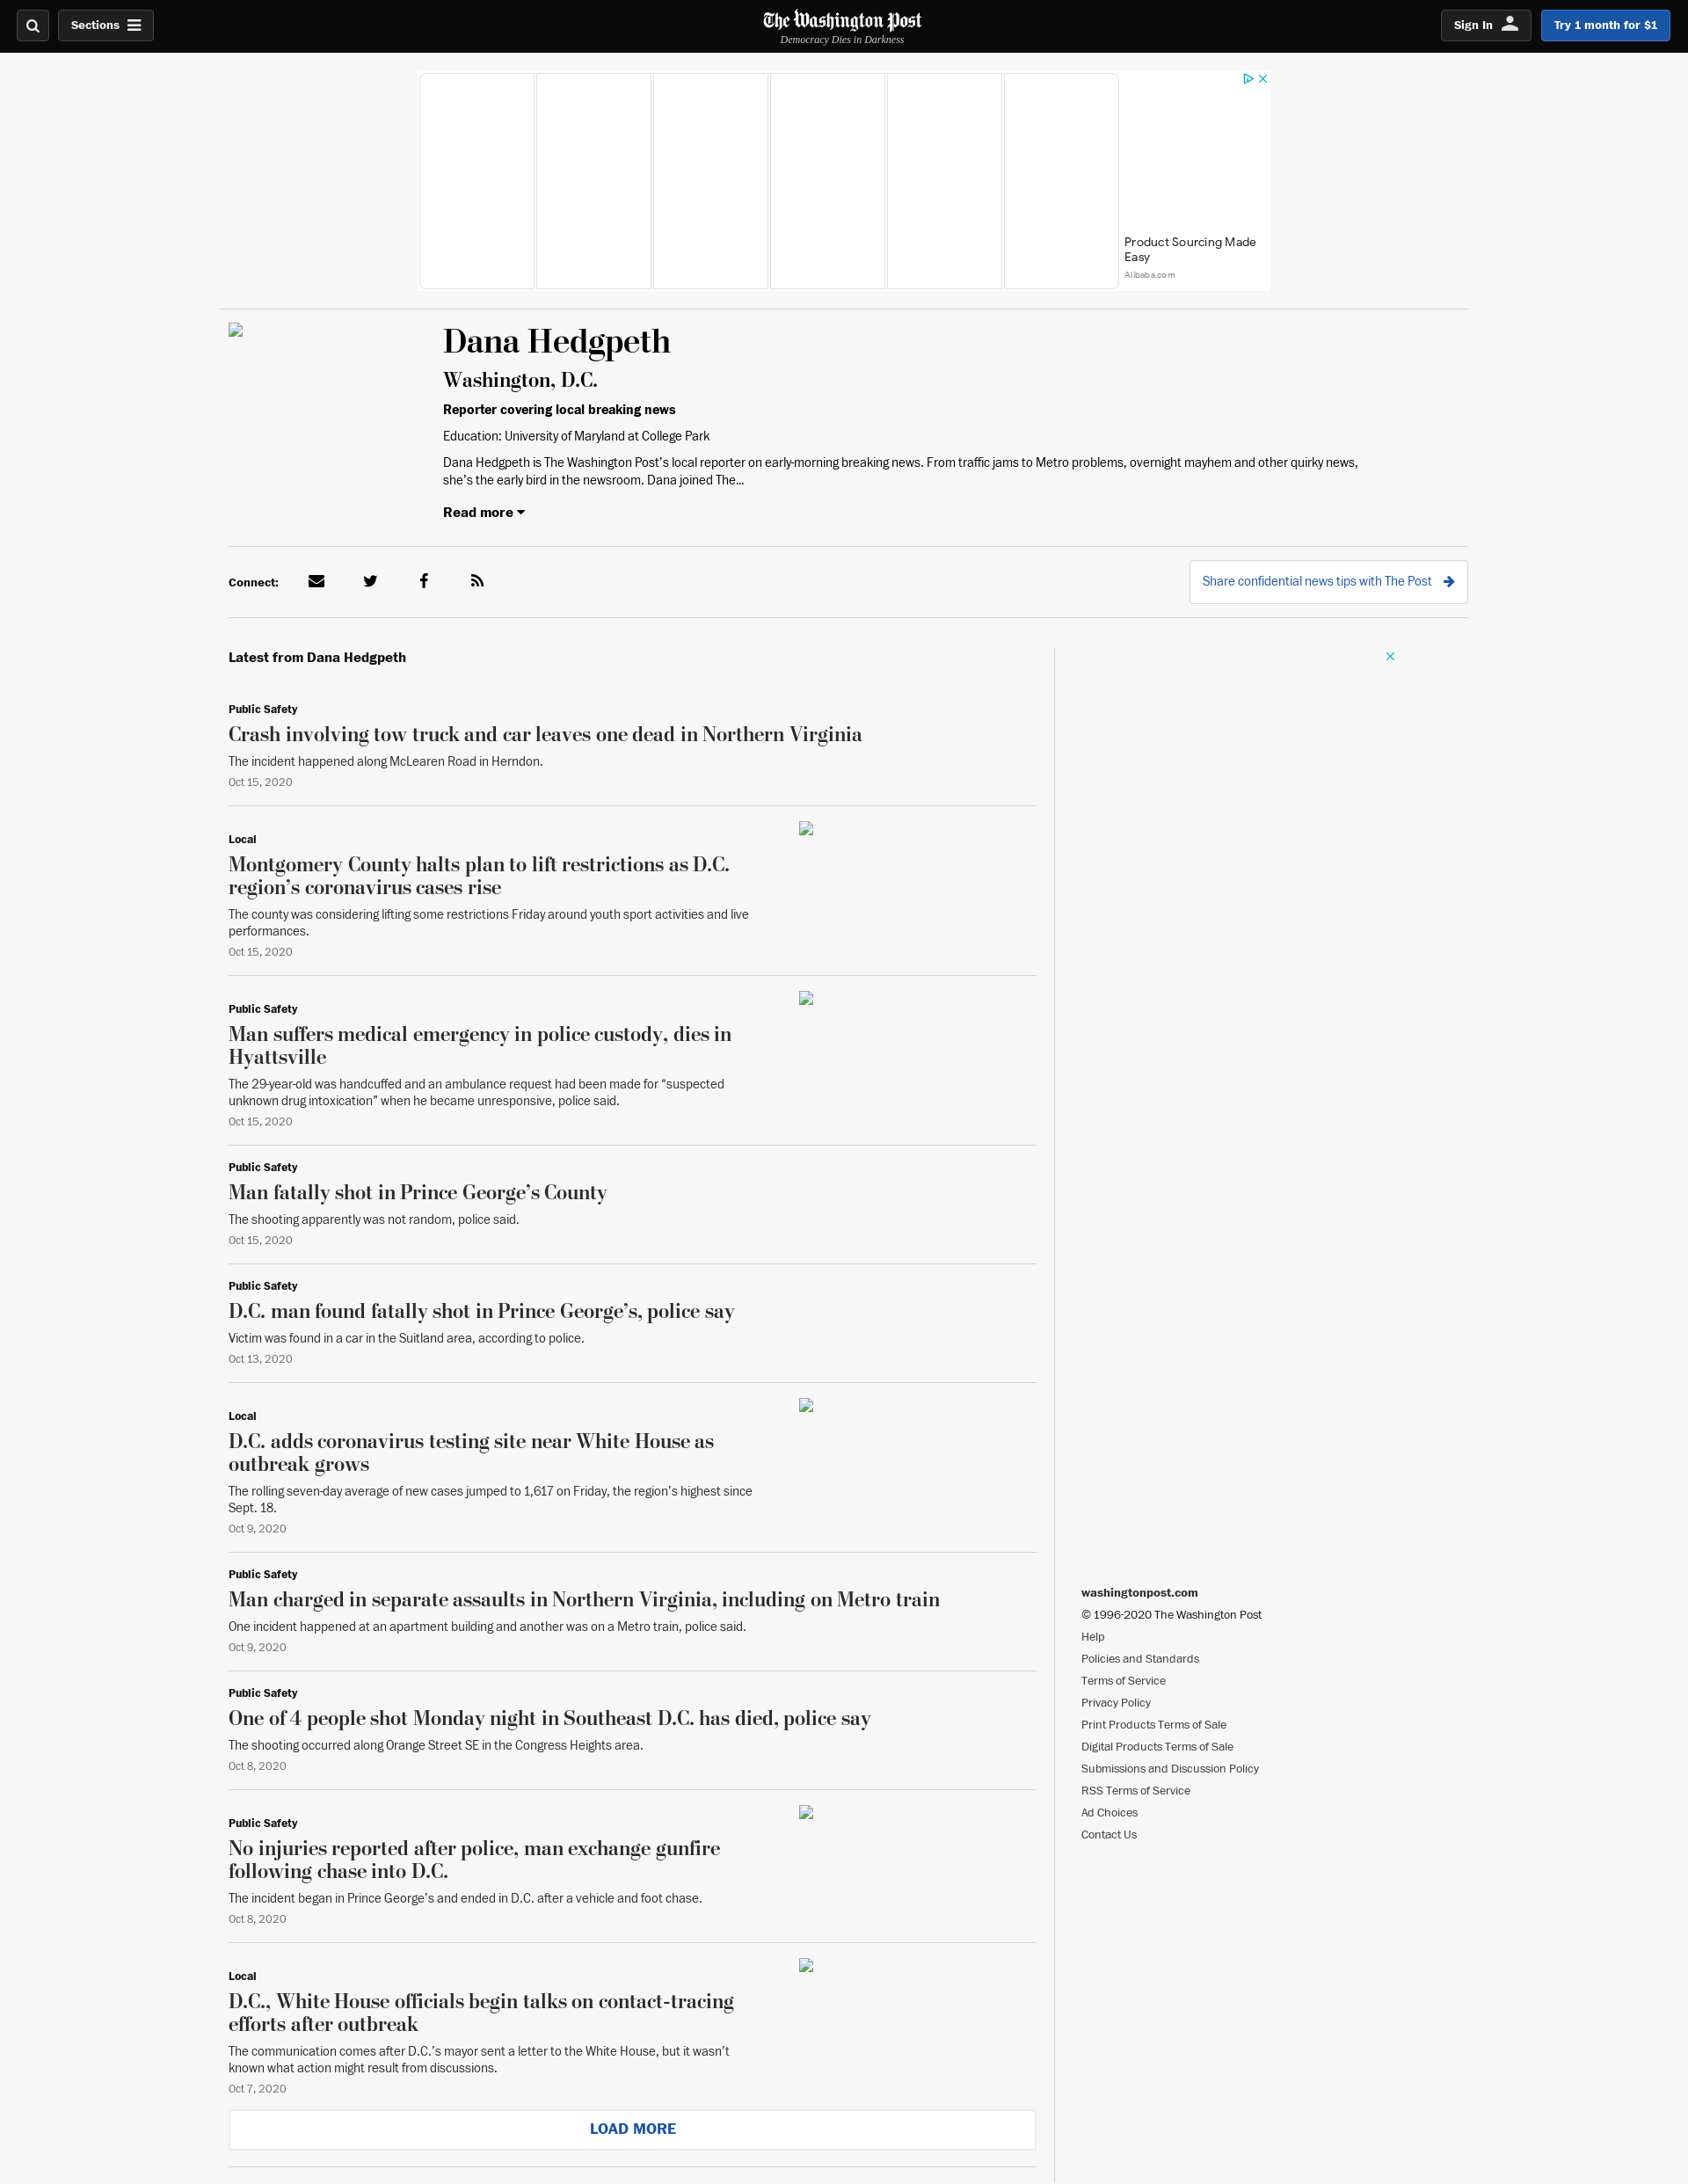 Sections
The Washington Post
Democracy Dies in Darkness
Sign In
Try 1 month for $1
Product Sourcing Made
Easy
Alibaba.com
Dana Hedgpeth
Washington, D.C.
Reporter covering local breaking news
Education: University of Maryland at College Park
Dana Hedgpeth is The Washington Post's local reporter on early-morning breaking news. From traffic jams to Metro problems, overnight mayhem and other quirky news,
she's the early bird in the newsroom. Dana joined The...
Read more
Connect:
Share confidential news tips with The Post
Latest from Dana Hedgpeth
Public Safety
Crash involving tow truck and car leaves one dead in Northern Virginia
The incident happened along McLearen Road in Herndon.
Oct 15, 2020
Local
Montgomery County halts plan to lift restrictions as D.C.
region’s coronavirus cases rise
The county was considering lifting some restrictions Friday around youth sport activities and live
performances.
Oct 15, 2020
Public Safety
Man suffers medical emergency in police custody, dies in
Hyattsville
The 29-year-old was handcuffed and an ambulance request had been made for “suspected
unknown drug intoxication” when he became unresponsive, police said.
Oct 15, 2020
Public Safety
Man fatally shot in Prince George’s County
The shooting apparently was not random, police said.
Oct 15, 2020
Public Safety
D.C. man found fatally shot in Prince George’s, police say
Victim was found in a car in the Suitland area, according to police.
Oct 13, 2020
Local
D.C. adds coronavirus testing site near White House as
outbreak grows
The rolling seven-day average of new cases jumped to 1,617 on Friday, the region’s highest since
Sept. 18.
Oct 9, 2020
Public Safety
Man charged in separate assaults in Northern Virginia, including on Metro train
One incident happened at an apartment building and another was on a Metro train, police said.
Oct 9, 2020
Public Safety
One of 4 people shot Monday night in Southeast D.C. has died, police say
The shooting occurred along Orange Street SE in the Congress Heights area.
Oct 8, 2020
Public Safety
No injuries reported after police, man exchange gunfire
following chase into D.C.
The incident began in Prince George’s and ended in D.C. after a vehicle and foot chase.
Oct 8, 2020
Local
D.C., White House officials begin talks on contact-tracing
efforts after outbreak
The communication comes after D.C.’s mayor sent a letter to the White House, but it wasn’t
known what action might result from discussions.
Oct 7, 2020
LOAD MORE
washingtonpost.com
© 1996-2020 The Washington Post
Help
Policies and Standards
Terms of Service
Privacy Policy
Print Products Terms of Sale
Digital Products Terms of Sale
Submissions and Discussion Policy
RSS Terms of Service
Ad Choices
Contact Us